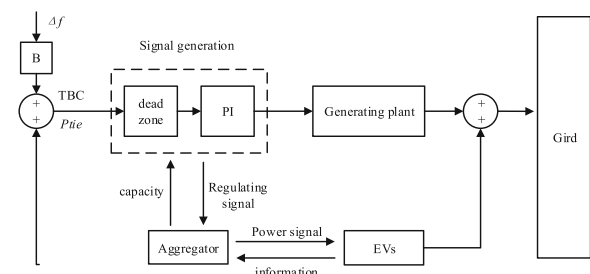 Δf
B
Signal generation
TBC
Ptie
+
+
dead
zone
PI
Generating plant
+
+
Gird
capacity
Regulating
signal
Aggregator
Power signal
information
EVs